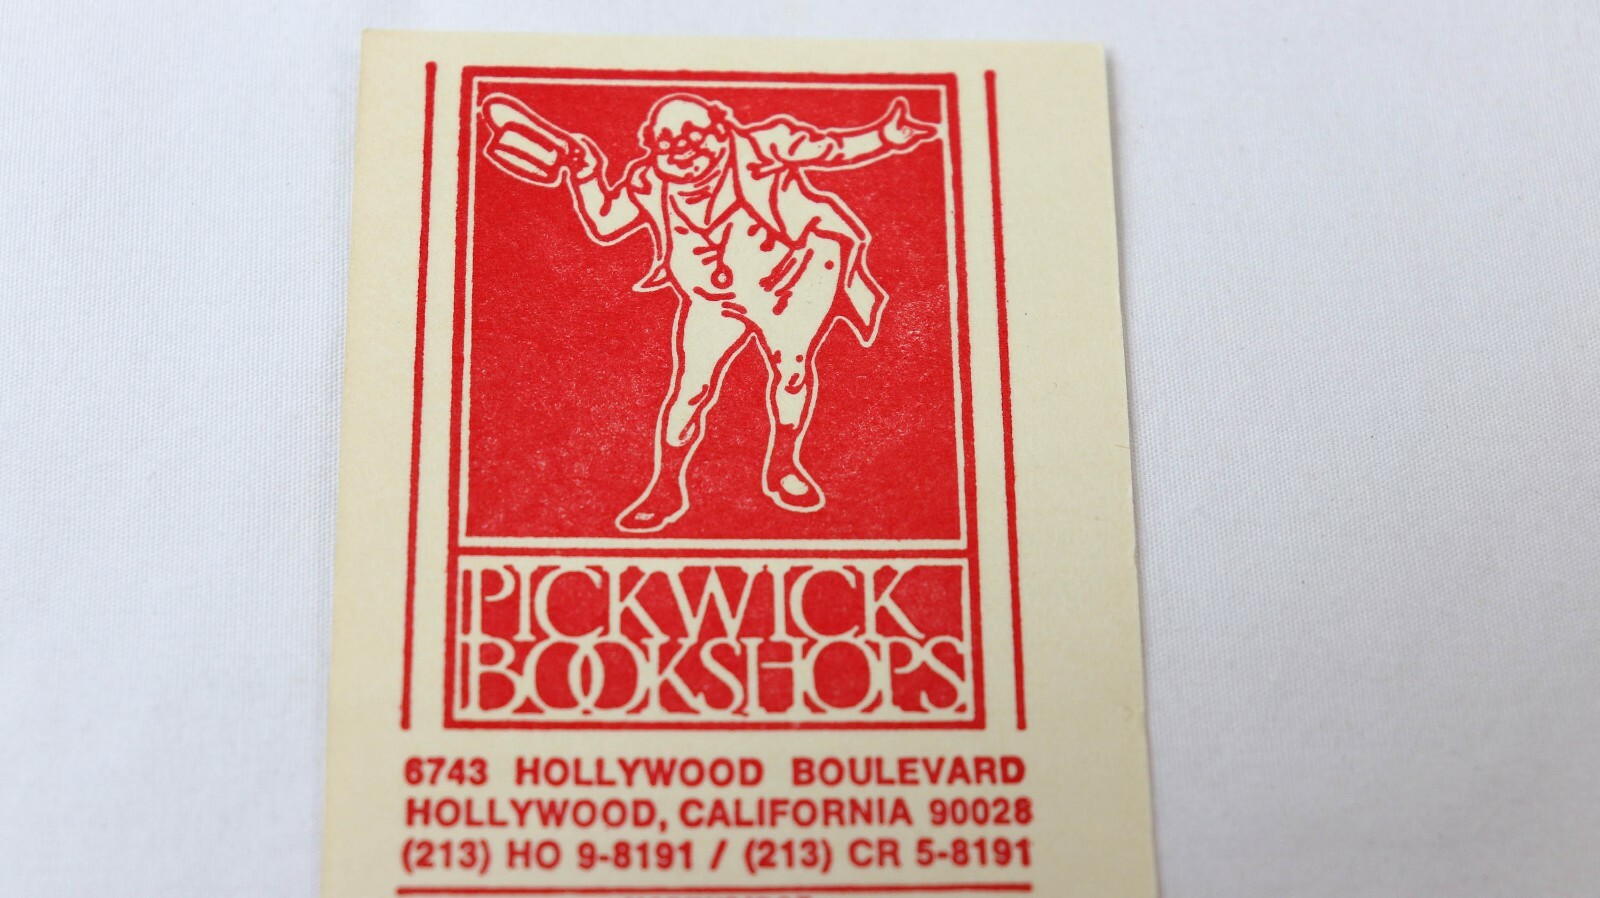 PICKWICK
BOOKSHOPS
6743 HOLLYWOOD BOULEVARD
HOLLYWOOD, CALIFORNIA 90028
(213) HO 9-8191 / (213) CR 5-8191